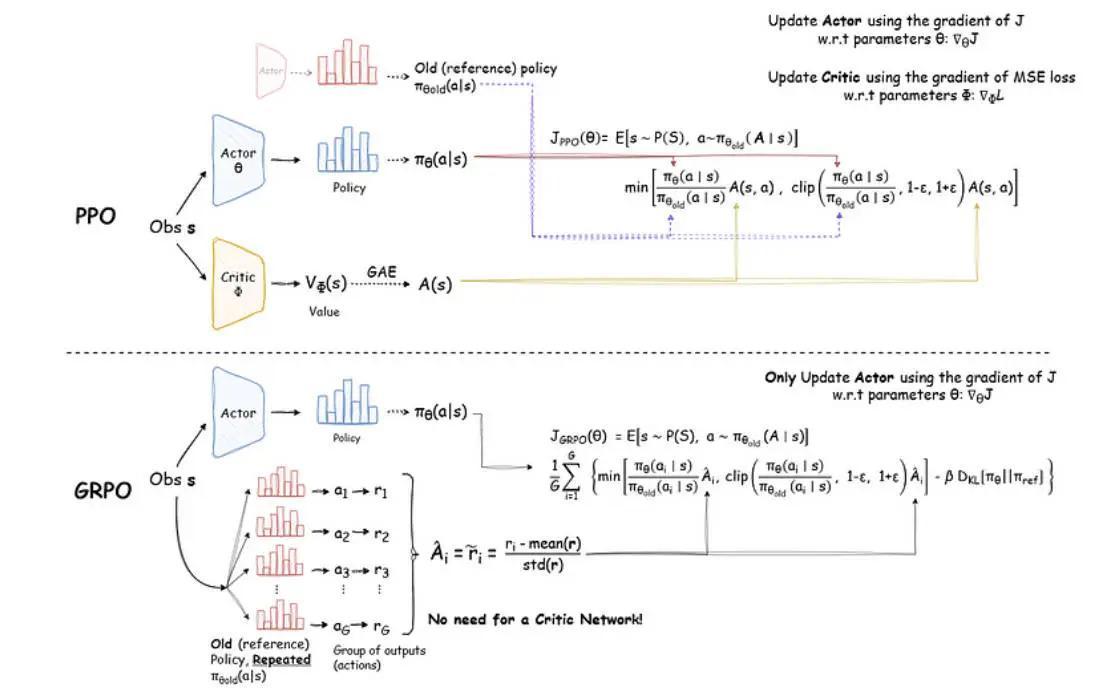 Update Actor using the gradient of J
w.r.t parameters θ: ∇θJ
Update Critic using the gradient of MSE loss
w.r.t parameters Φ: ∇ΦL
Actor
Old (reference) policy
πθold(a|s)
Actor
θ
Policy
πθ(a|s)
JPPO(θ)= E[s ~ P(S), a~πθold(A | s)]
min[πθ(a | s)/πθold(a | s) A(s, a) , clip(πθ(a | s)/πθold(a | s), 1-ε, 1+ε) A(s, a)]
PPO
Obs s
Critic
Φ
VΦ(s)
Value
GAE
A(s)
Only Update Actor using the gradient of J
w.r.t parameters θ: ∇θJ
Actor
Policy
πθ(a|s)
JGRPO(θ) = E[s ~ P(S), a ~ πθold(A | s)]
1/G ∑ i=1 G {min[πθ(ai | s)/πθold(ai | s) Âi, clip(πθ(ai | s)/πθold(ai | s), 1-ε, 1+ε) Âi] - β DKL[πθ||πref]}
GRPO
Obs s
a1 r1
a2 r2
a3 r3
⋮ ⋮ ⋮
aG rG
Âi = r̃i = ri - mean(r)/std(r)
No need for a Critic Network!
Old (reference)
Policy, Repeated
πθold(a|s)
Group of outputs
(actions)